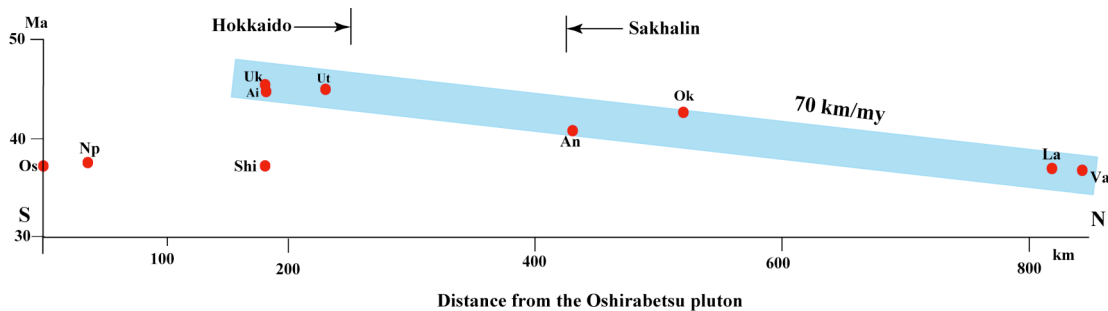 Ma
Hokkaido
Sakhalin
50
Uk
Ai
Ut
Ok
70 km/my
40
An
Np
Os
Shi
La
Va
S
N
30
100
200
400
600
800
km
Distance from the Oshirabetsu pluton